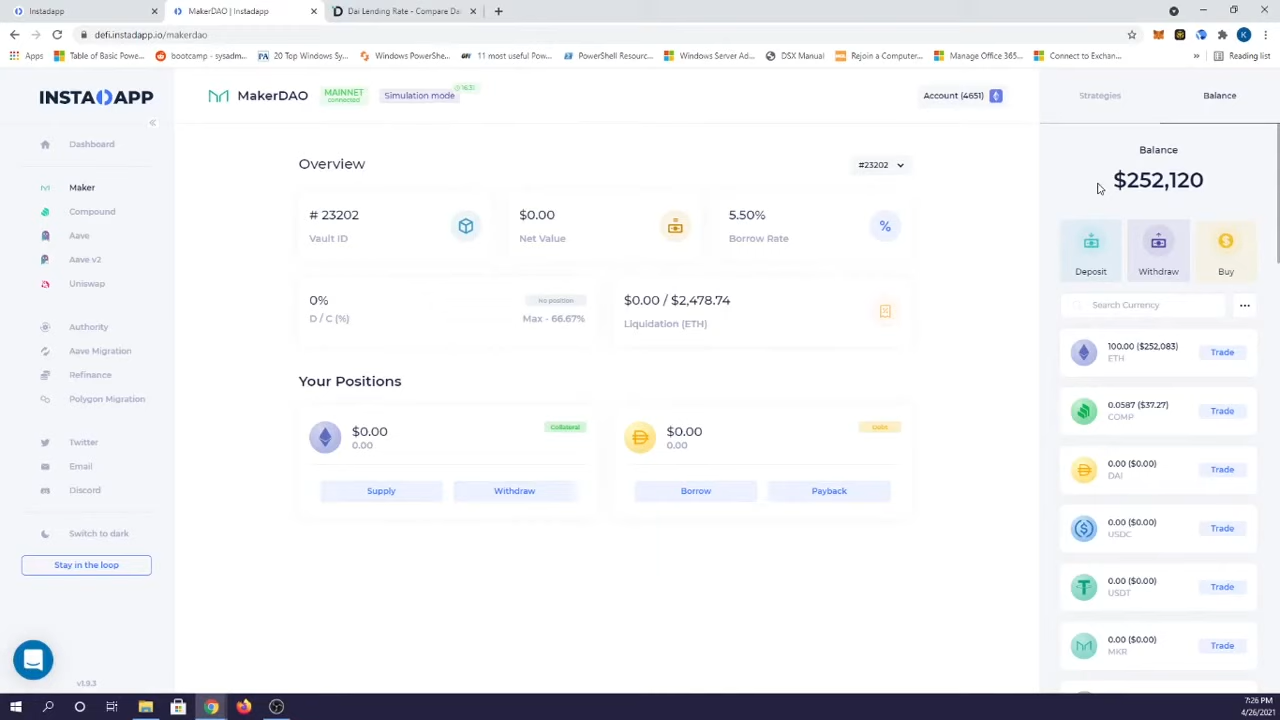 Instadapp
MakerDAO | Instadapp
Dai Lending Rate - Compare Da
defi.instadapp.io/makerdao
K
Apps
Table of Basic Powe...
bootcamp - sysadm...
PA
20 Top Windows Sy...
Windows PowerShe...
11 most useful Pow...
PowerShell Resourc...
Windows Server Ad...
DSX Manual
Rejoin a Computer...
Manage Office 365...
Connect to Exchan...
»
Reading list
INSTADAPP
MakerDAO
MAINNET
connected
Simulation mode
Account (4651)
Strategies
Balance
Dashboard
Maker
Compound
Aave
Aave v2
Uniswap
Authority
Aave Migration
Refinance
Polygon Migration
Twitter
Email
Discord
Switch to dark
Stay in the loop
v1.9.3
Overview
#23202
# 23202
Vault ID
$0.00
Net Value
5.50%
Borrow Rate
%
0%
D / C (%)
No position
Max - 66.67%
$0.00 / $2,478.74
Liquidation (ETH)
Your Positions
$0.00
0.00
Collateral
Supply
Withdraw
$0.00
0.00
Debt
Borrow
Payback
Balance
$252,120
Deposit
Withdraw
Buy
Search Currency
100.00 ($252,083)
ETH
Trade
0.0587 ($37.27)
COMP
Trade
0.00 ($0.00)
DAI
Trade
0.00 ($0.00)
USDC
Trade
0.00 ($0.00)
USDT
Trade
0.00 ($0.00)
MKR
Trade
7:26 PM
4/26/2021